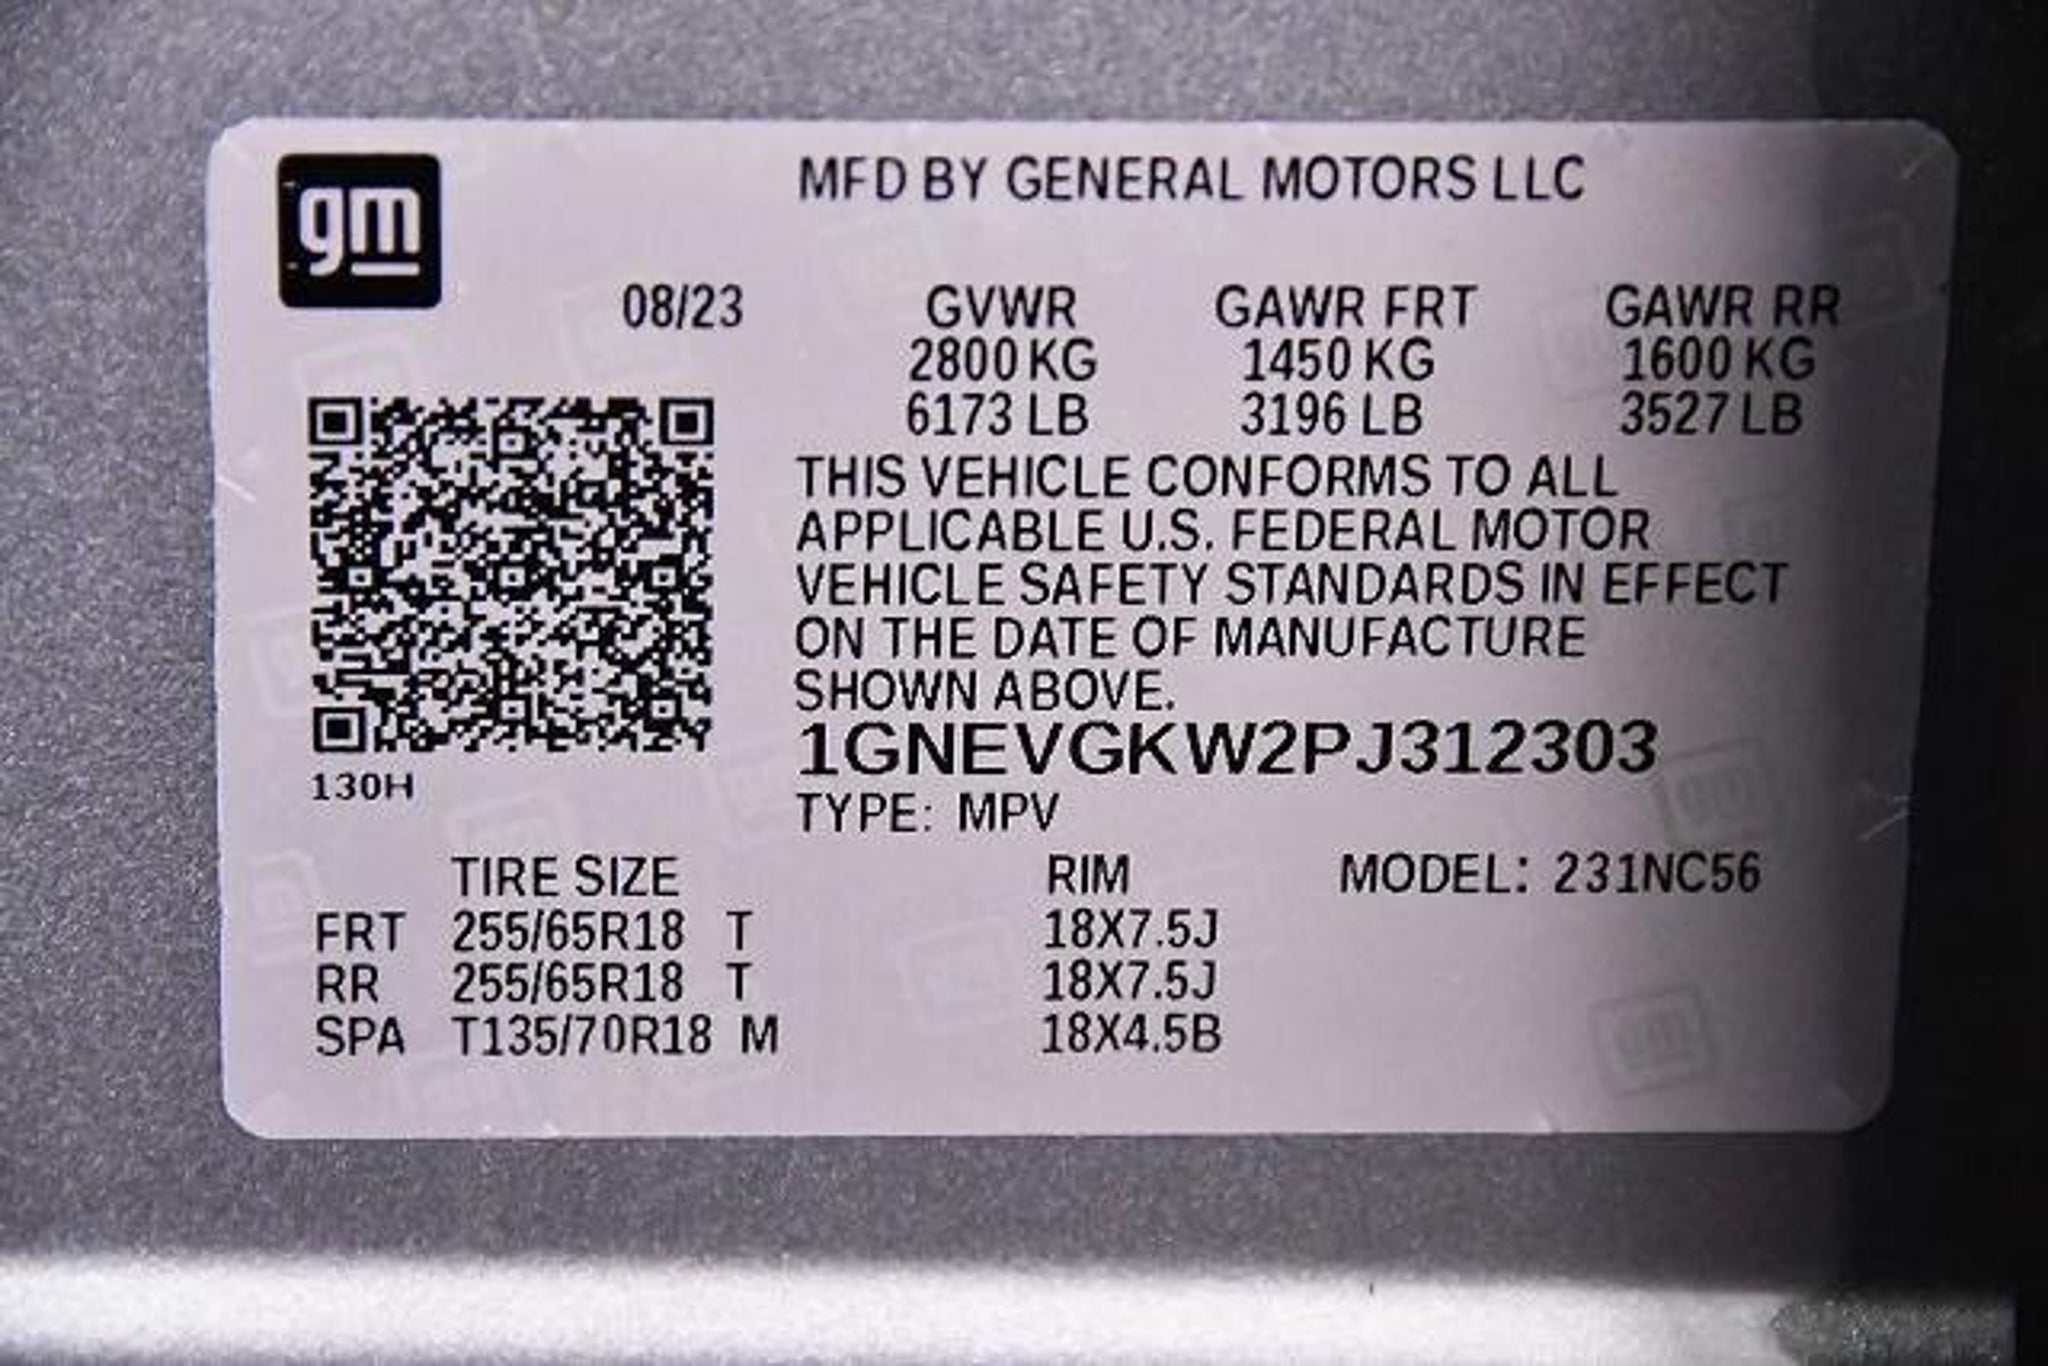 gm
MFD BY GENERAL MOTORS LLC
08/23 GVWR GAWR FRT GAWR RR
2800 KG 1450 KG 1600 KG
6173 LB 3196 LB 3527 LB
THIS VEHICLE CONFORMS TO ALL
APPLICABLE U.S. FEDERAL MOTOR
VEHICLE SAFETY STANDARDS IN EFFECT
ON THE DATE OF MANUFACTURE
SHOWN ABOVE.
1GNEVGKW2PJ312303
130H
TYPE: MPV
TIRE SIZE RIM MODEL: 231NC56
FRT 255/65R18 T 18X7.5J
RR 255/65R18 T 18X7.5J
SPA T135/70R18 M 18X4.5B